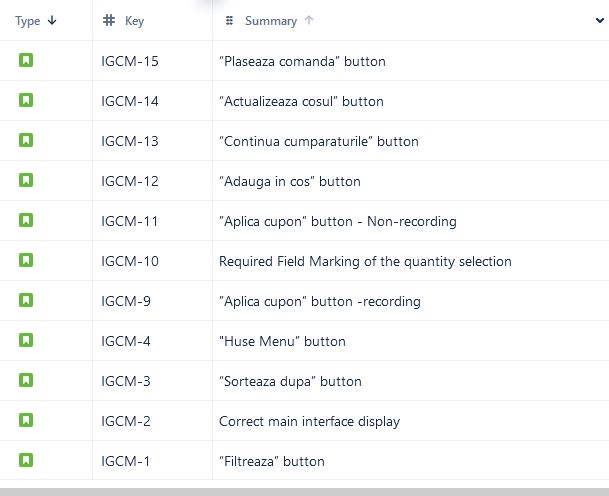 Type Key Summary
IGCM-15 “Plaseaza comanda” button
IGCM-14 “Actualizeaza cosul” button
IGCM-13 “Continua cumparaturile” button
IGCM-12 “Adauga in cos” button
IGCM-11 “Aplica cupon” button - Non-recording
IGCM-10 Required Field Marking of the quantity selection
IGCM-9 “Aplica cupon” button -recording
IGCM-4 "Huse Menu” button
IGCM-3 “Sorteaza dupa” button
IGCM-2 Correct main interface display
IGCM-1 “Filtreaza” button